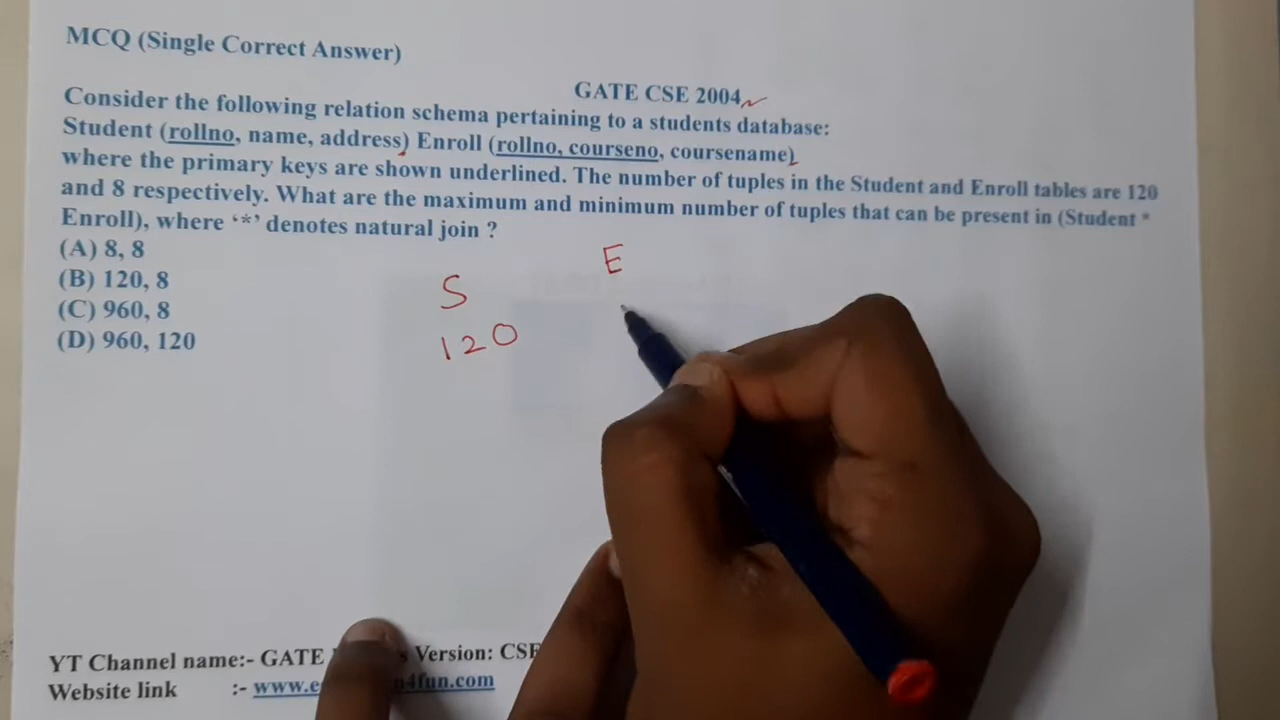 MCQ (Single Correct Answer)
GATE CSE 2004
Consider the following relation schema pertaining to a students database:
Student (rollno, name, address) Enroll (rollno, courseno, coursename)
where the primary keys are shown underlined. The number of tuples in the Student and Enroll tables are 120
and 8 respectively. What are the maximum and minimum number of tuples that can be present in (Student *
Enroll), where ‘*’ denotes natural join ?
(A) 8, 8
(B) 120, 8
(C) 960, 8
(D) 960, 120
S E
120
YT Channel name:- GATE Version: CSE
Website link :- www.e n4fun.com